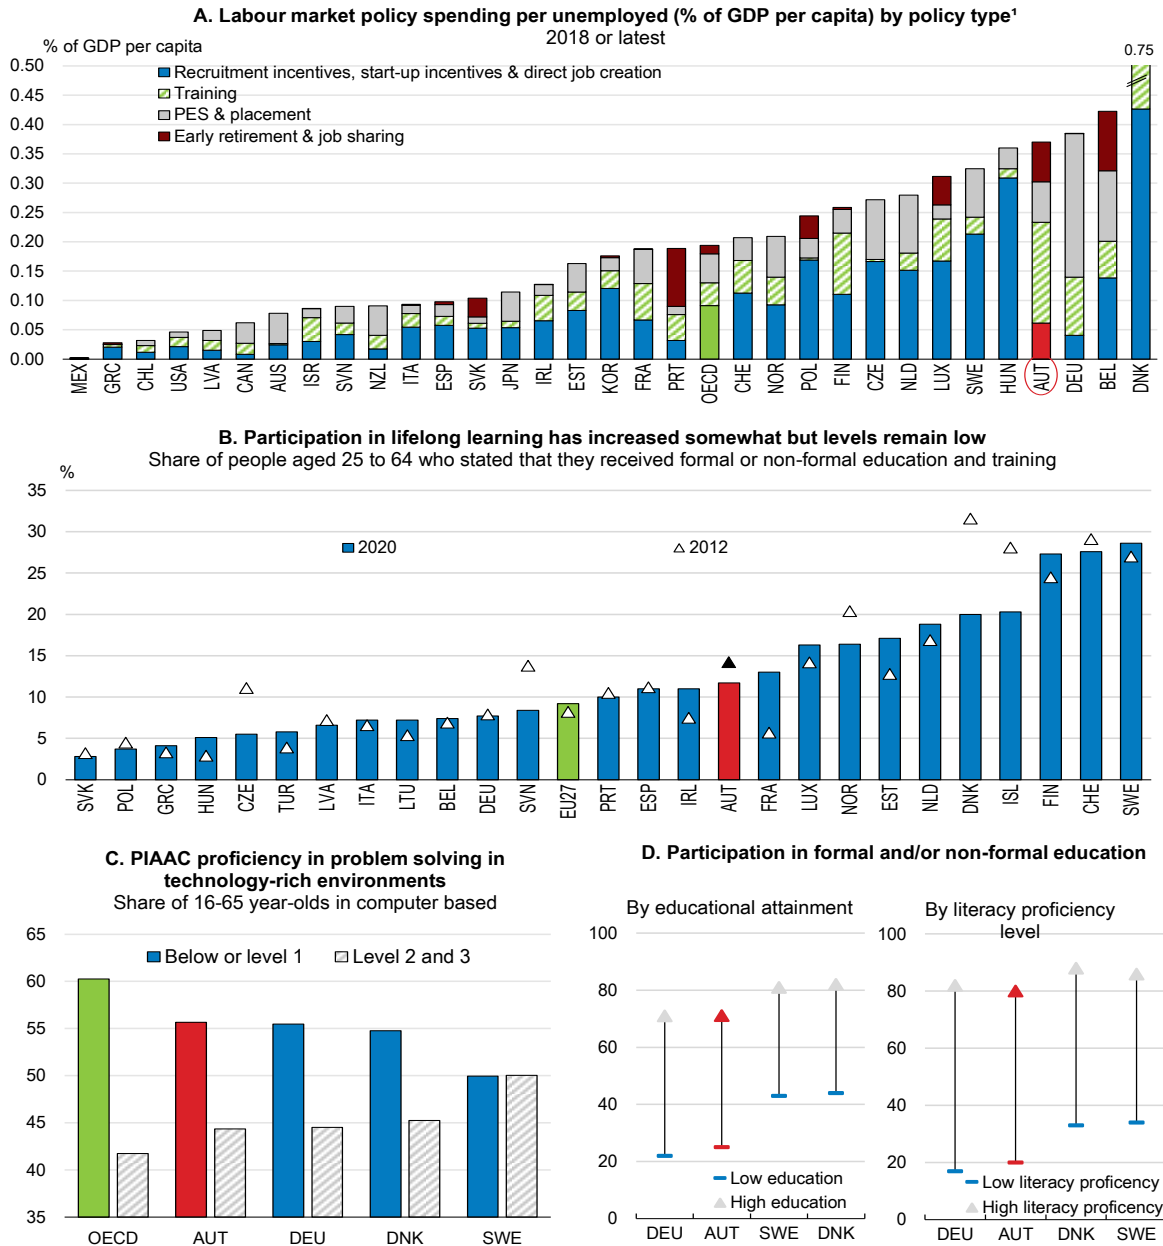 A. Labour market policy spending per unemployed (% of GDP per capita) by policy type¹
2018 or latest
% of GDP per capita
0.75
0.50
0.45
0.40
0.35
0.30
0.25
0.20
0.15
0.10
0.05
0.00
Recruitment incentives, start-up incentives & direct job creation
Training
PES & placement
Early retirement & job sharing
MEX GRC CHL USA LVA CAN AUS ISR SVN NZL ITA ESP SVK JPN IRL EST KOR FRA PRT OECD CHE NOR POL FIN CZE NLD LUX SWE HUN AUT DEU BEL DNK
B. Participation in lifelong learning has increased somewhat but levels remain low
Share of people aged 25 to 64 who stated that they received formal or non-formal education and training
%
35
30
25
20
15
10
5
0
2020 2012
SVK POL GRC HUN CZE TUR LVA ITA LTU BEL DEU SVN EU27 PRT ESP IRL AUT FRA LUX NOR EST NLD DNK ISL FIN CHE SWE
C. PIAAC proficiency in problem solving in
technology-rich environments
Share of 16-65 year-olds in computer based
65
60
55
50
45
40
35
Below or level 1 Level 2 and 3
OECD AUT DEU DNK SWE
D. Participation in formal and/or non-formal education
By educational attainment
100
80
60
40
20
0
Low education
High education
DEU AUT SWE DNK
By literacy proficiency
level
100
80
60
40
20
0
Low literacy proficency
High literacy proficency
DEU AUT DNK SWE